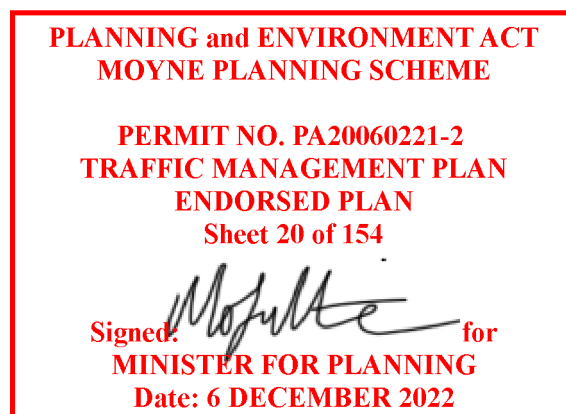 PLANNING and ENVIRONMENT ACT
MOYNE PLANNING SCHEME
PERMIT NO. PA20060221-2
TRAFFIC MANAGEMENT PLAN
ENDORSED PLAN
Sheet 20 of 154
Signed: for
MINISTER FOR PLANNING
Date: 6 DECEMBER 2022